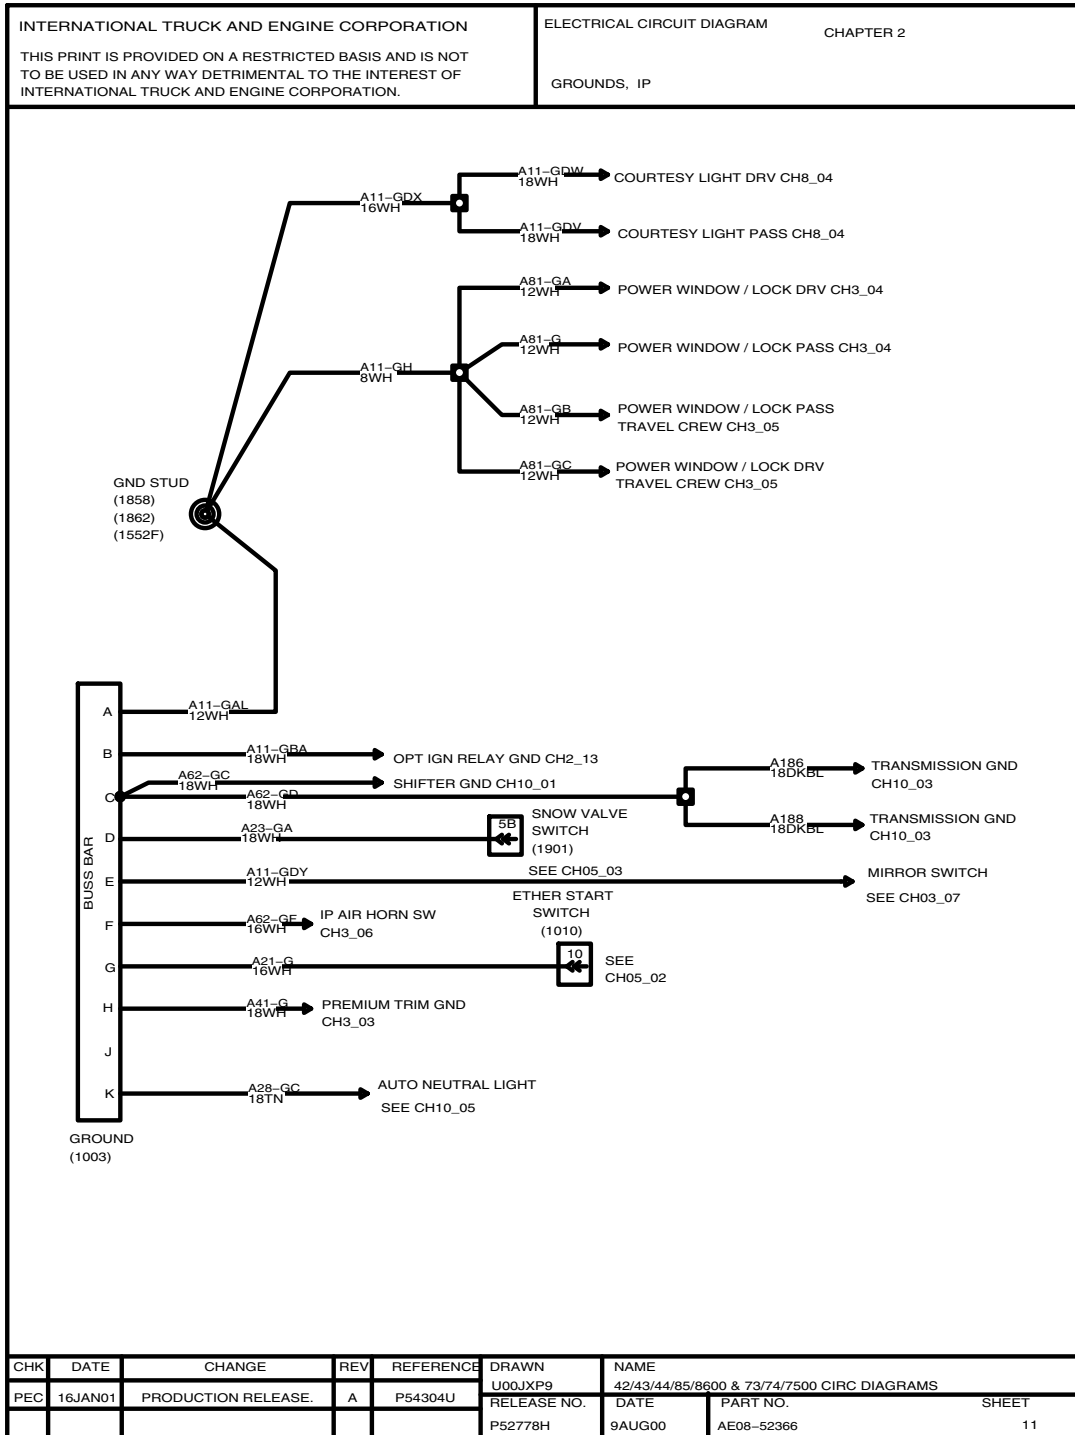 INTERNATIONAL TRUCK AND ENGINE CORPORATION
THIS PRINT IS PROVIDED ON A RESTRICTED BASIS AND IS NOT
TO BE USED IN ANY WAY DETRIMENTAL TO THE INTEREST OF
INTERNATIONAL TRUCK AND ENGINE CORPORATION.
ELECTRICAL CIRCUIT DIAGRAM
CHAPTER 2
GROUNDS, IP
A11-GDW
18WH
COURTESY LIGHT DRV CH8_04
A11-GDX
16WH
A11-GDV
18WH
COURTESY LIGHT PASS CH8_04
A81-GA
12WH
POWER WINDOW / LOCK DRV CH3_04
A81-G
12WH
POWER WINDOW / LOCK PASS CH3_04
A11-GH
8WH
A81-GB
12WH
POWER WINDOW / LOCK PASS
TRAVEL CREW CH3_05
A81-GC
12WH
POWER WINDOW / LOCK DRV
TRAVEL CREW CH3_05
GND STUD
(1858)
(1862)
(1552F)
BUSS BAR
A
A11-GAL
12WH
B
A11-GBA
18WH
OPT IGN RELAY GND CH2_13
A62-GC
18WH
SHIFTER GND CH10_01
C
A62-GD
18WH
A186
18DKBL
TRANSMISSION GND
CH10_03
A188
18DKBL
TRANSMISSION GND
CH10_03
D
A23-GA
18WH
5B
SNOW VALVE
SWITCH
(1901)
SEE CH05_03
E
A11-GDY
12WH
MIRROR SWITCH
SEE CH03_07
F
A62-GF
16WH
IP AIR HORN SW
CH3_06
ETHER START
SWITCH
(1010)
G
A21-G
16WH
10
SEE
CH05_02
H
A41-G
18WH
PREMIUM TRIM GND
CH3_03
J
K
A28-GC
18TN
AUTO NEUTRAL LIGHT
SEE CH10_05
GROUND
(1003)
CHK DATE CHANGE REV REFERENCE
PEC 16JAN01 PRODUCTION RELEASE. A P54304U
DRAWN
U00JXP9
NAME
42/43/44/85/8600 & 73/74/7500 CIRC DIAGRAMS
RELEASE NO.
P52778H
DATE
9AUG00
PART NO.
AE08-52366
SHEET
11